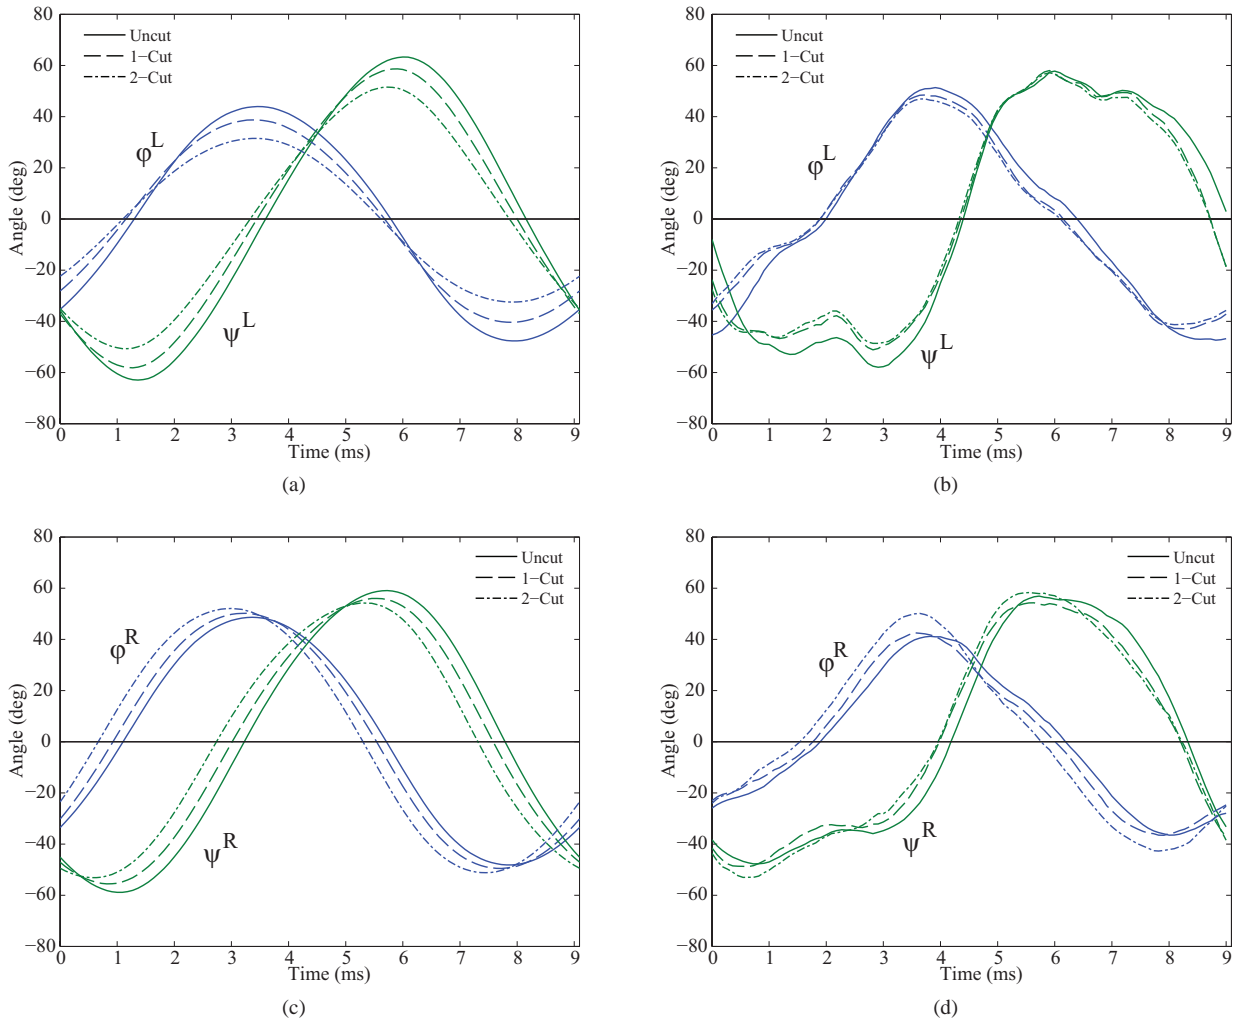 80
60
40
20
0
−20
−40
−60
−80
Angle (deg)
Uncut
1−Cut
2−Cut
φL
ψL
0 1 2 3 4 5 6 7 8 9
Time (ms)
(a)
80
60
40
20
0
−20
−40
−60
−80
Angle (deg)
Uncut
1−Cut
2−Cut
φL
ψL
0 1 2 3 4 5 6 7 8 9
Time (ms)
(b)
80
60
40
20
0
−20
−40
−60
−80
Angle (deg)
Uncut
1−Cut
2−Cut
φR
ψR
0 1 2 3 4 5 6 7 8 9
Time (ms)
(c)
80
60
40
20
0
−20
−40
−60
−80
Angle (deg)
Uncut
1−Cut
2−Cut
φR
ψR
0 1 2 3 4 5 6 7 8 9
Time (ms)
(d)